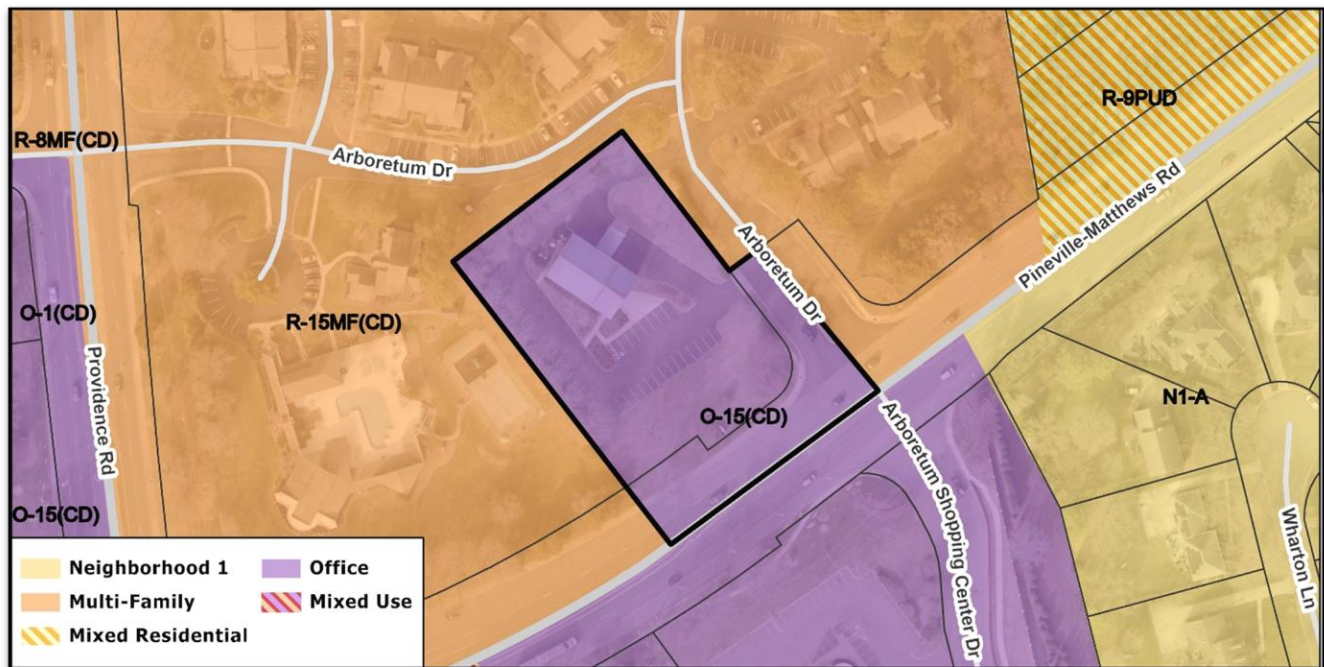 R-9PUD
R-8MF(CD)
Arboretum Dr
Pineville-Matthews Rd
Arboretum Dr
O-1(CD)
R-15MF(CD)
Providence Rd
N1-A
O-15(CD)
Arboretum Shopping Center Dr
O-15(CD)
Wharton Ln
Neighborhood 1
Office
Multi-Family
Mixed Use
Mixed Residential